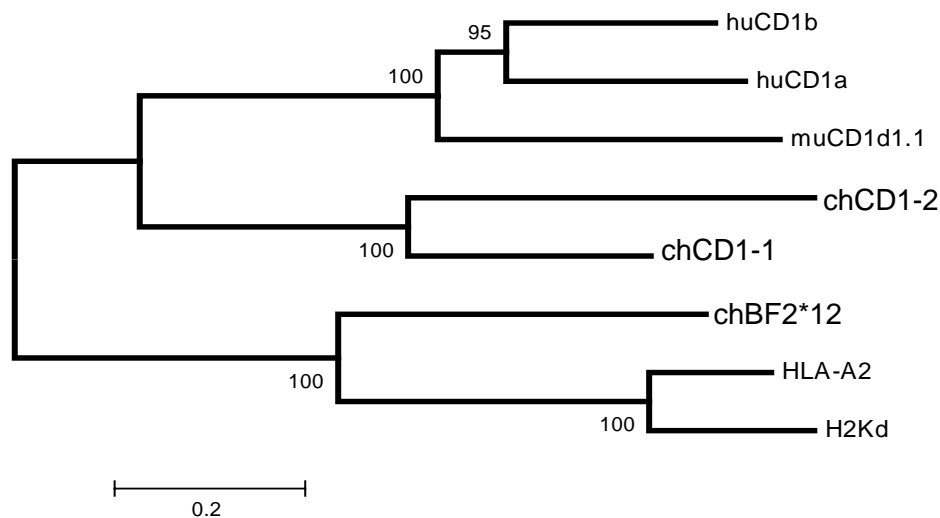 huCD1b
95
100
huCD1a
muCD1d1.1
chCD1-2
100
chCD1-1
chBF2*12
100
HLA-A2
100
H2Kd
0.2